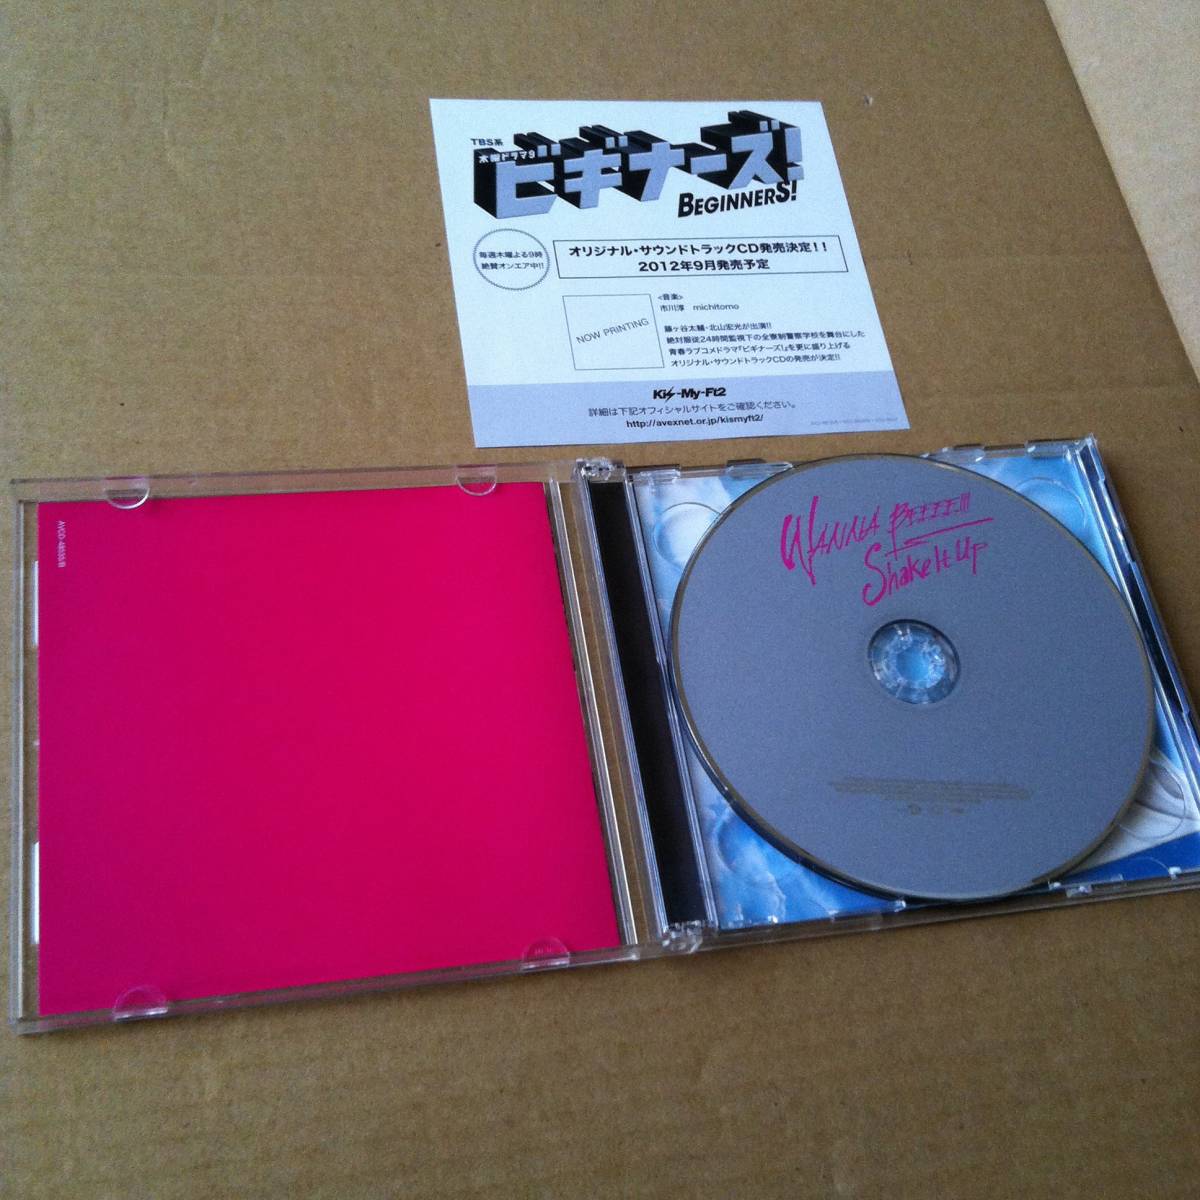 TBS系
木曜ドラマ9
ビギナーズ!
BEGINNERS!
毎週木曜よる9時
絶賛オンエア中!!
オリジナル・サウンドトラックCD発売決定!!
2012年9月発売予定
NOW PRINTING
<音楽>
市川淳 michitomo
藤ヶ谷太輔・北山宏光が出演!!
絶対服従24時間監視下の全寮制警察学校を舞台にした
青春ラブコメドラマ「ビギナーズ!」を更に盛り上げる
オリジナル・サウンドトラックCDの発売が決定!!
Kis-My-Ft2
詳細は下記オフィシャルサイトをご確認ください。
http://avexnet.or.jp/kismyft2/
WANNA BEEEE!!!
Shake It Up